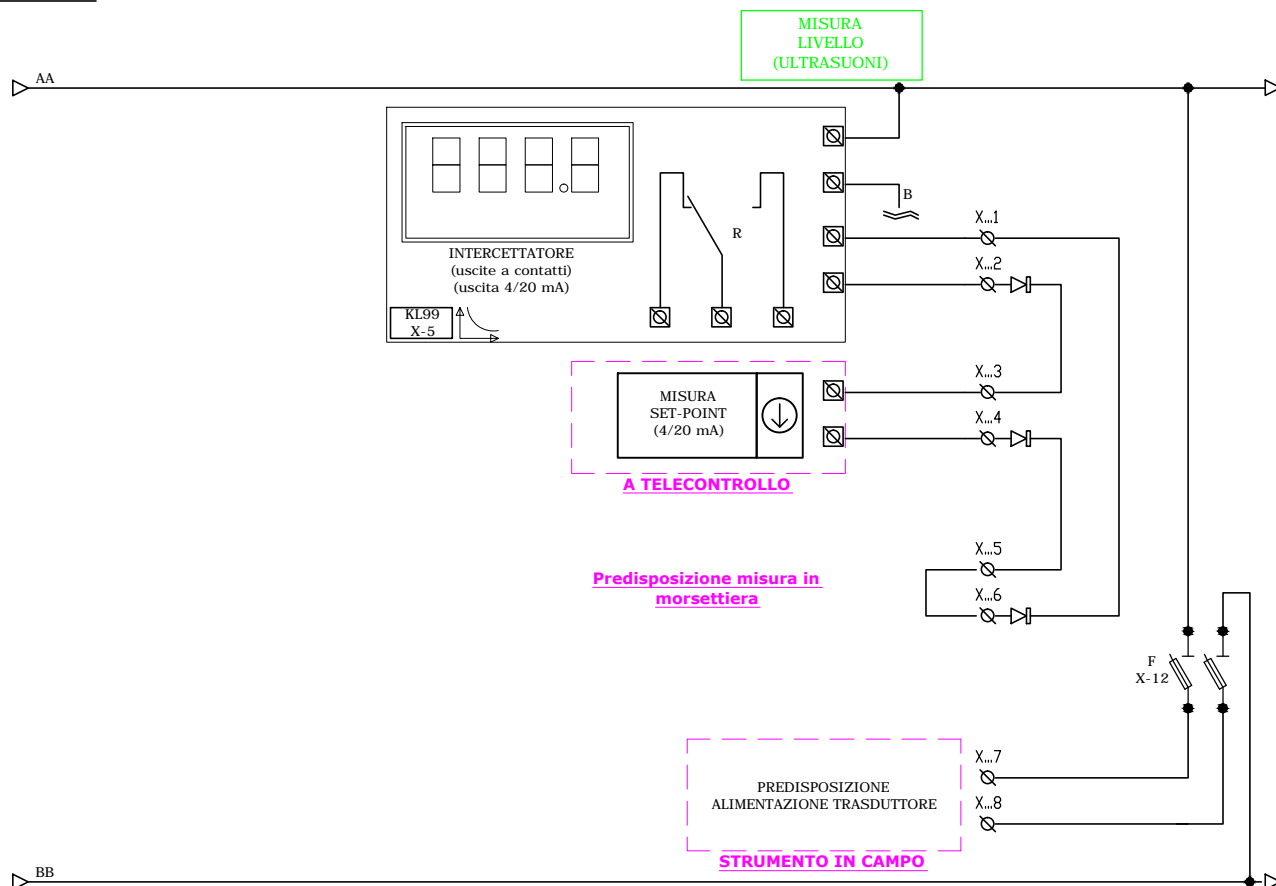 MISURA
LIVELLO
(ULTRASUONI)
AA
B
R
X...1
INTERCETTATORE
(uscite a contatti)
(uscita 4/20 mA)
X...2
KL99
X-5
X...3
MISURA
SET-POINT
(4/20 mA)
X...4
A TELECONTROLLO
X...5
Predisposizione misura in
morsettiera
X...6
F
X-12
X...7
PREDISPOSIZIONE
ALIMENTAZIONE TRASDUTTORE
X...8
STRUMENTO IN CAMPO
BB